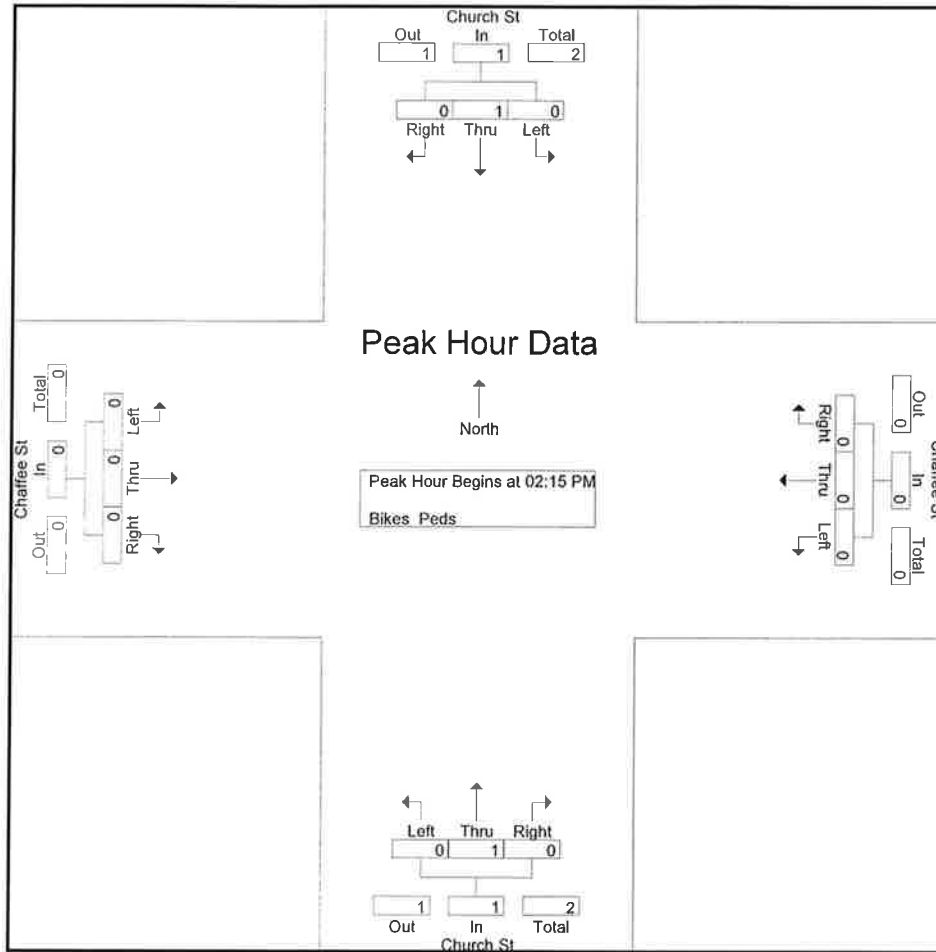 Church St
Out In Total
1 1 2
0 1 0
Right Thru Left
Peak Hour Data
North
Peak Hour Begins at 02:15 PM
Bikes Peds
Chaffee St
Total In Out
0 0 0
0 0 0
Left Thru Right
Right Thru Left
0 0 0
Out In Total
0 0 0
Chaffee St
Left Thru Right
0 1 0
1 1 2
Out In Total
Church St